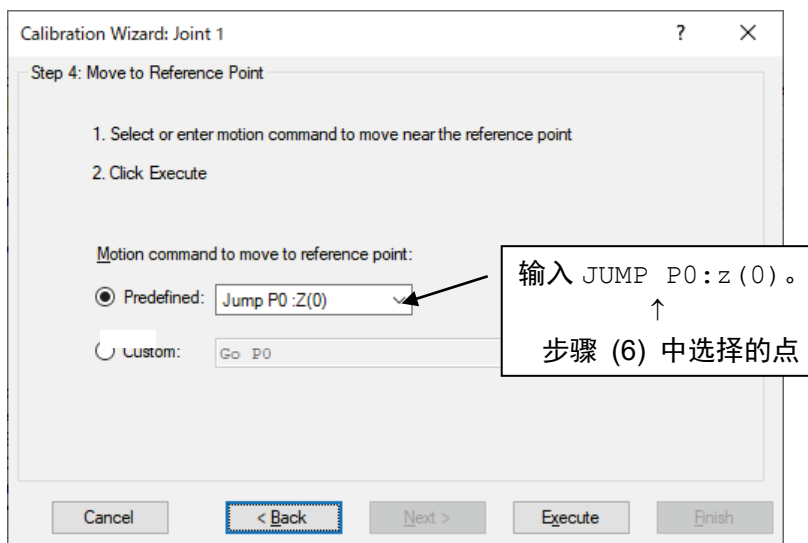 Calibration Wizard: Joint 1
?
Step 4: Move to Reference Point
1. Select or enter motion command to move near the reference point
2. Click Execute
Motion command to move to reference point:
Predefined: Jump P0 :Z(0)
Custom: Go P0
输入 JUMP P0:z(0)。
↑
步骤 (6) 中选择的点
Cancel < Back Next > Execute Finish